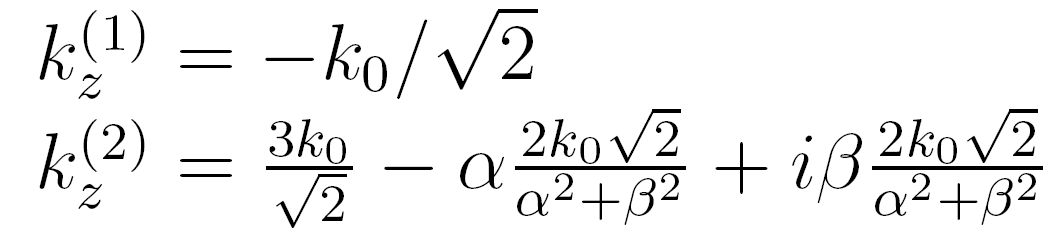 k_z^{(1)} = -k_0/\sqrt{2}
k_z^{(2)} = \frac{3k_0}{\sqrt{2}} - \alpha\frac{2k_0\sqrt{2}}{\alpha^2+\beta^2} + i\beta\frac{2k_0\sqrt{2}}{\alpha^2+\beta^2}